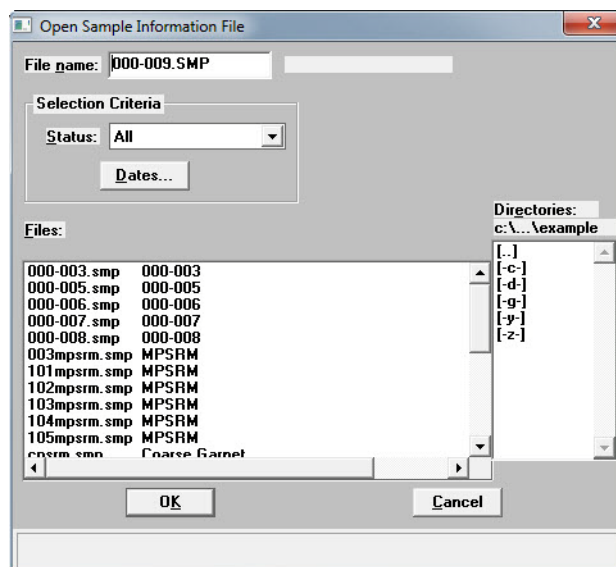 Open Sample Information File
File name: 000-009.SMP
Selection Criteria
Status: All
Dates...
Directories:
c:\...\example
Files:
000-003.smp 000-003
000-005.smp 000-005
000-006.smp 000-006
000-007.smp 000-007
000-008.smp 000-008
003mpsrm.smp MPSRM
101mpsrm.smp MPSRM
102mpsrm.smp MPSRM
103mpsrm.smp MPSRM
104mpsrm.smp MPSRM
105mpsrm.smp MPSRM
cpsrm.smp Coarse Garnet
[..]
[-c-]
[-d-]
[-g-]
[-y-]
[-z-]
OK
Cancel